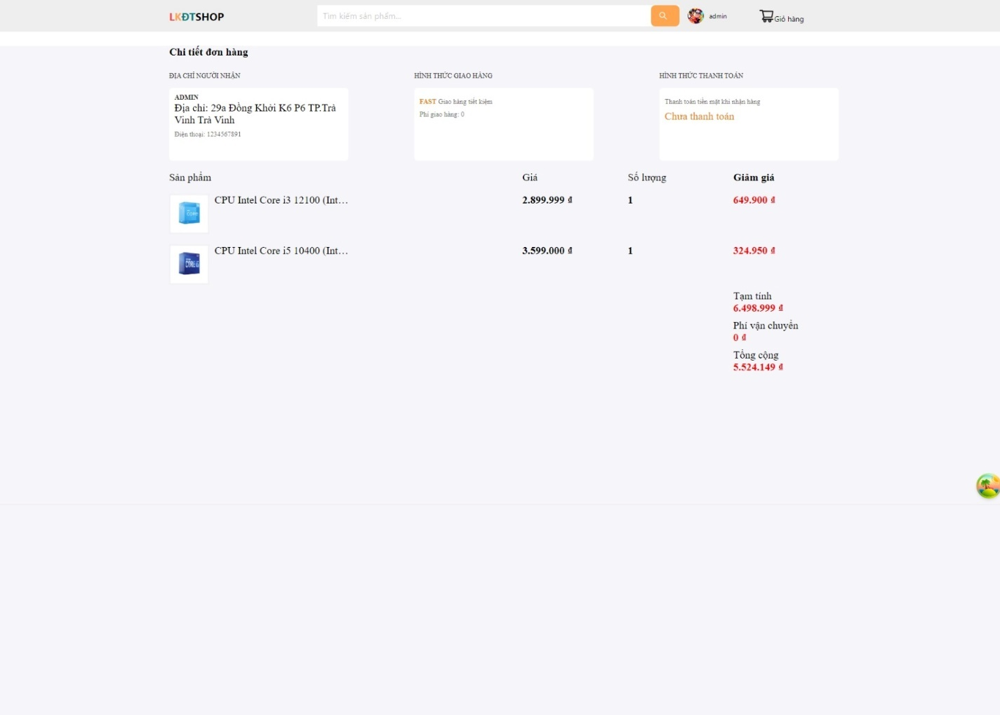 LKĐTSHOP
Tìm kiếm sản phẩm...
admin
Giỏ hàng
Chi tiết đơn hàng
ĐỊA CHỈ NGƯỜI NHẬN
HÌNH THỨC GIAO HÀNG
HÌNH THỨC THANH TOÁN
ADMIN
Địa chỉ: 29a Đồng Khởi K6 P6 TP.Trà
Vinh Trà Vinh
Điện thoại: 1234567891
FAST Giao hàng tiết kiệm
Phí giao hàng: 0
Thanh toán tiền mặt khi nhận hàng
Chưa thanh toán
Sản phẩm
Giá
Số lượng
Giảm giá
CPU Intel Core i3 12100 (Int…
2.899.999 ₫
1
649.900 ₫
CPU Intel Core i5 10400 (Int…
3.599.000 ₫
1
324.950 ₫
Tạm tính
6.498.999 ₫
Phí vận chuyển
0 ₫
Tổng cộng
5.524.149 ₫